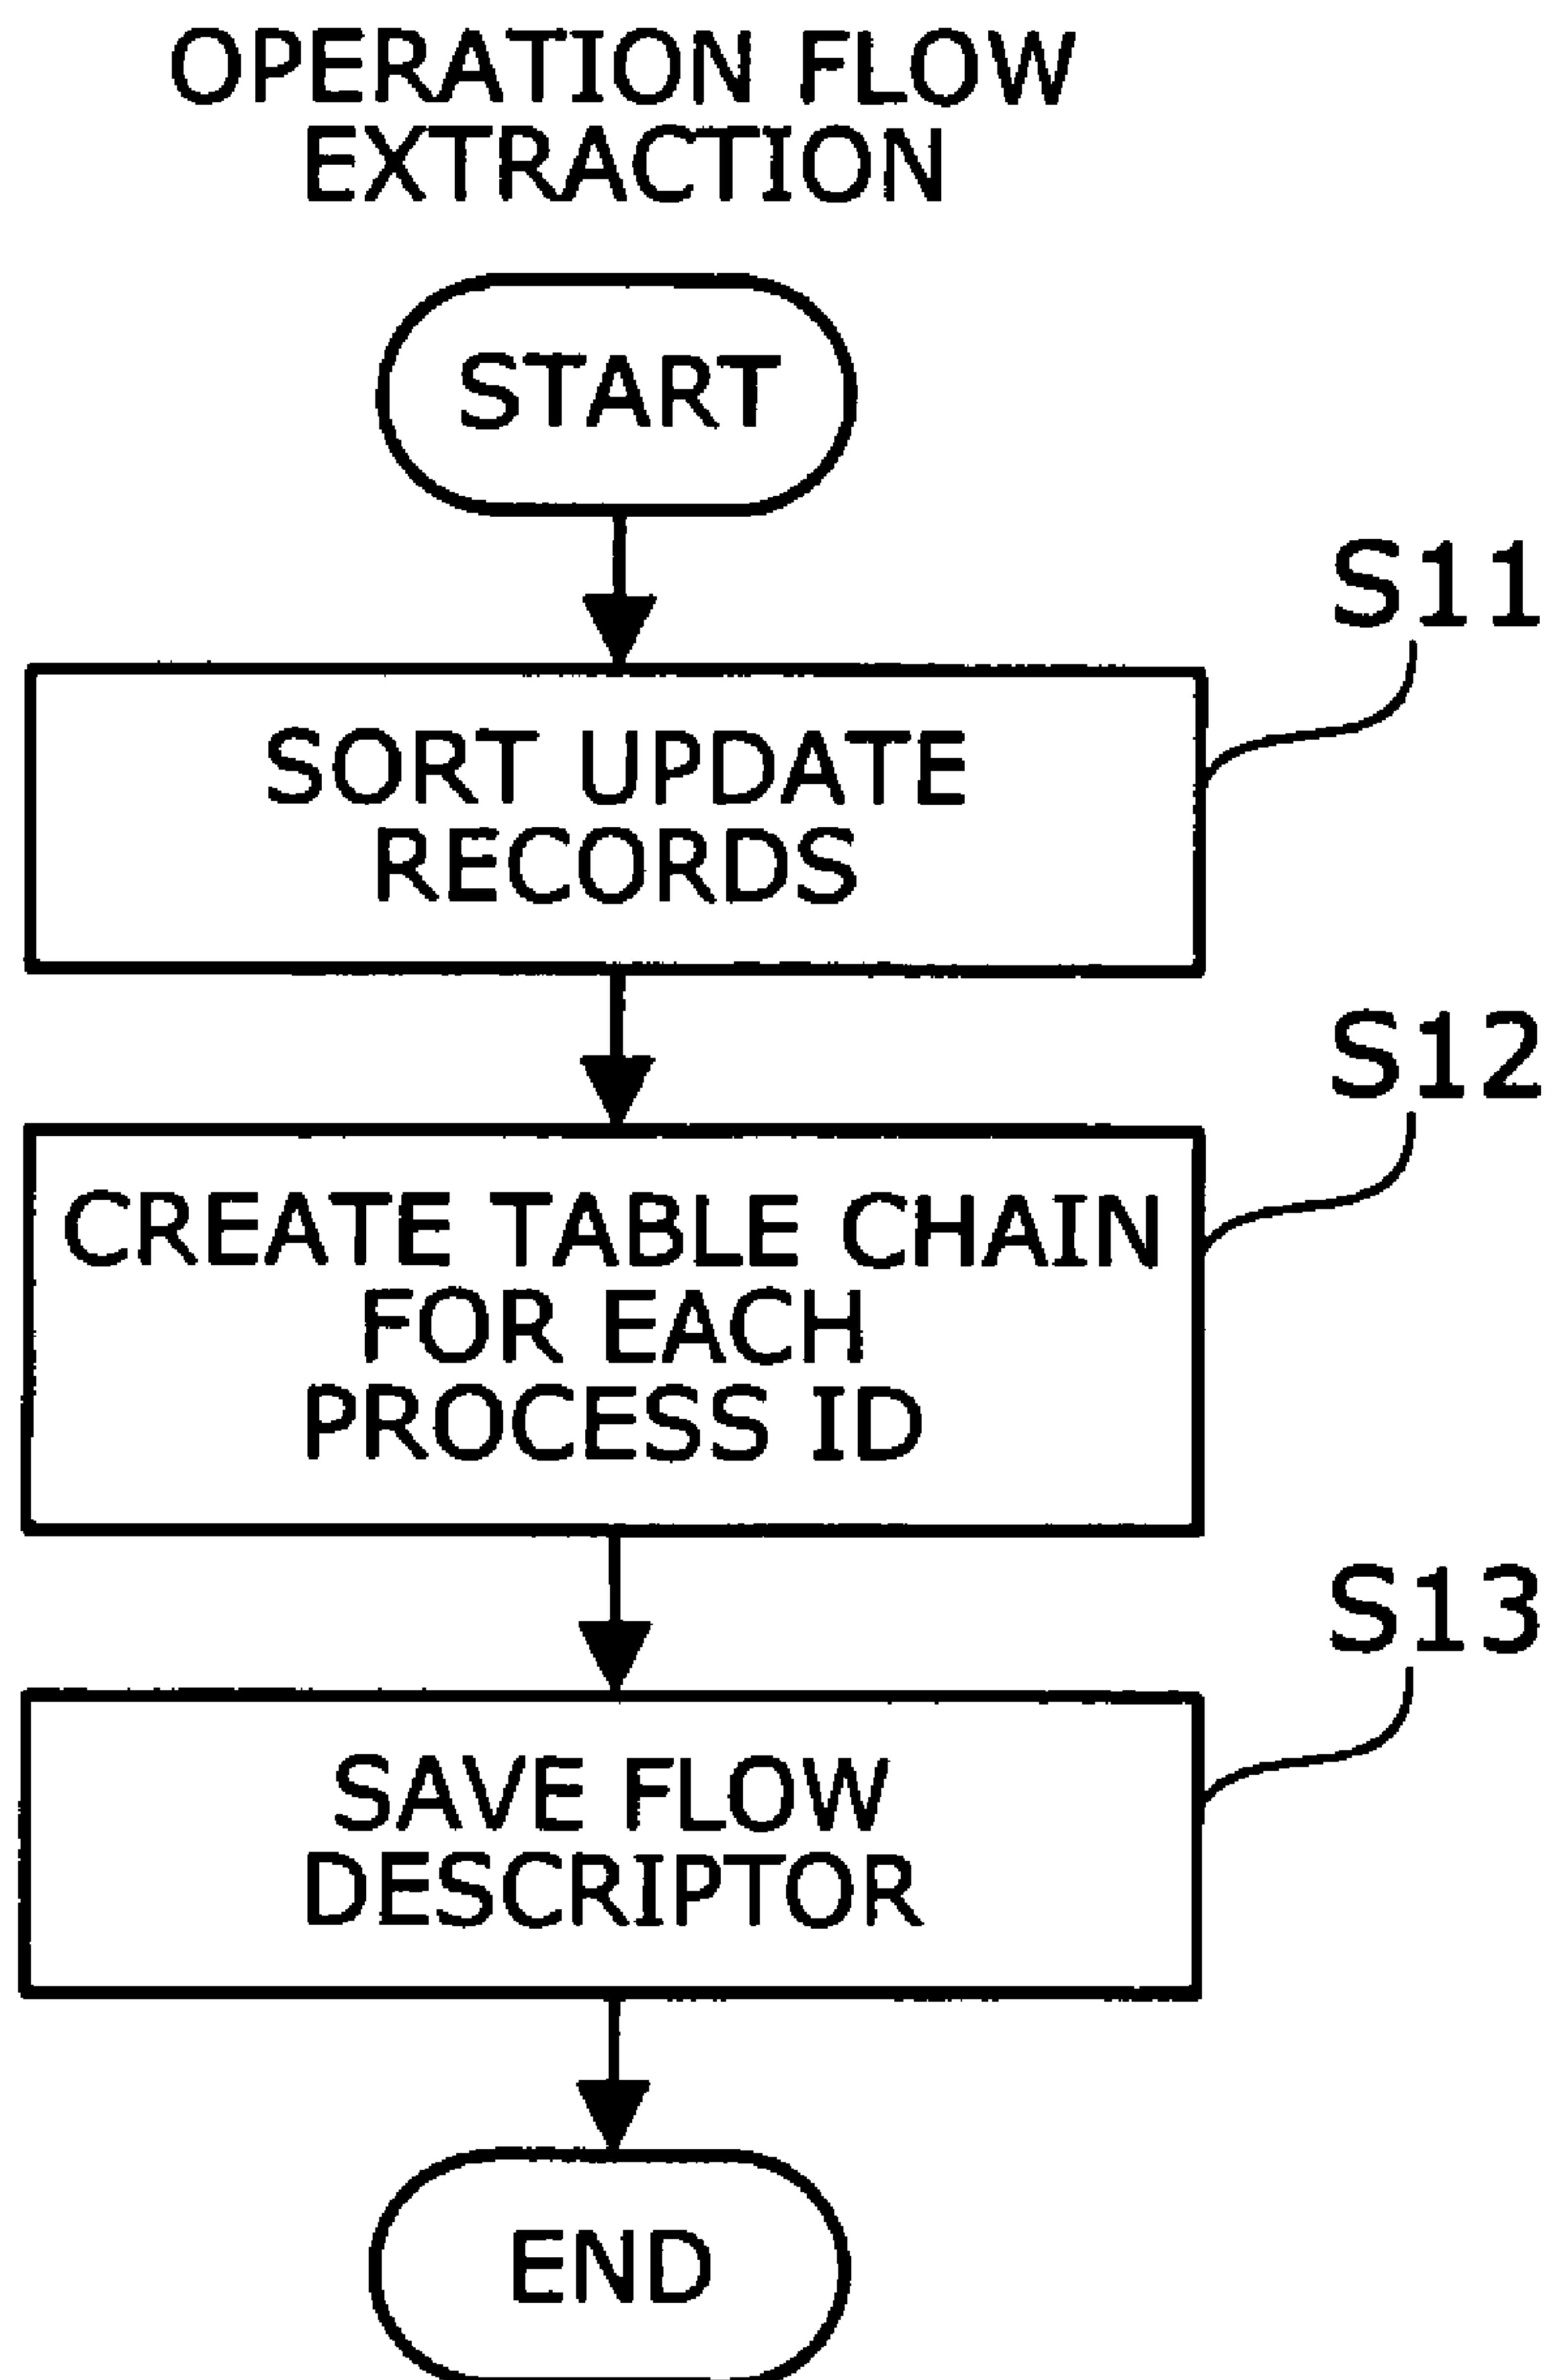 OPERATION FLOW
EXTRACTION
START
S11
SORT UPDATE
RECORDS
S12
CREATE TABLE CHAIN
FOR EACH
PROCESS ID
S13
SAVE FLOW
DESCRIPTOR
END